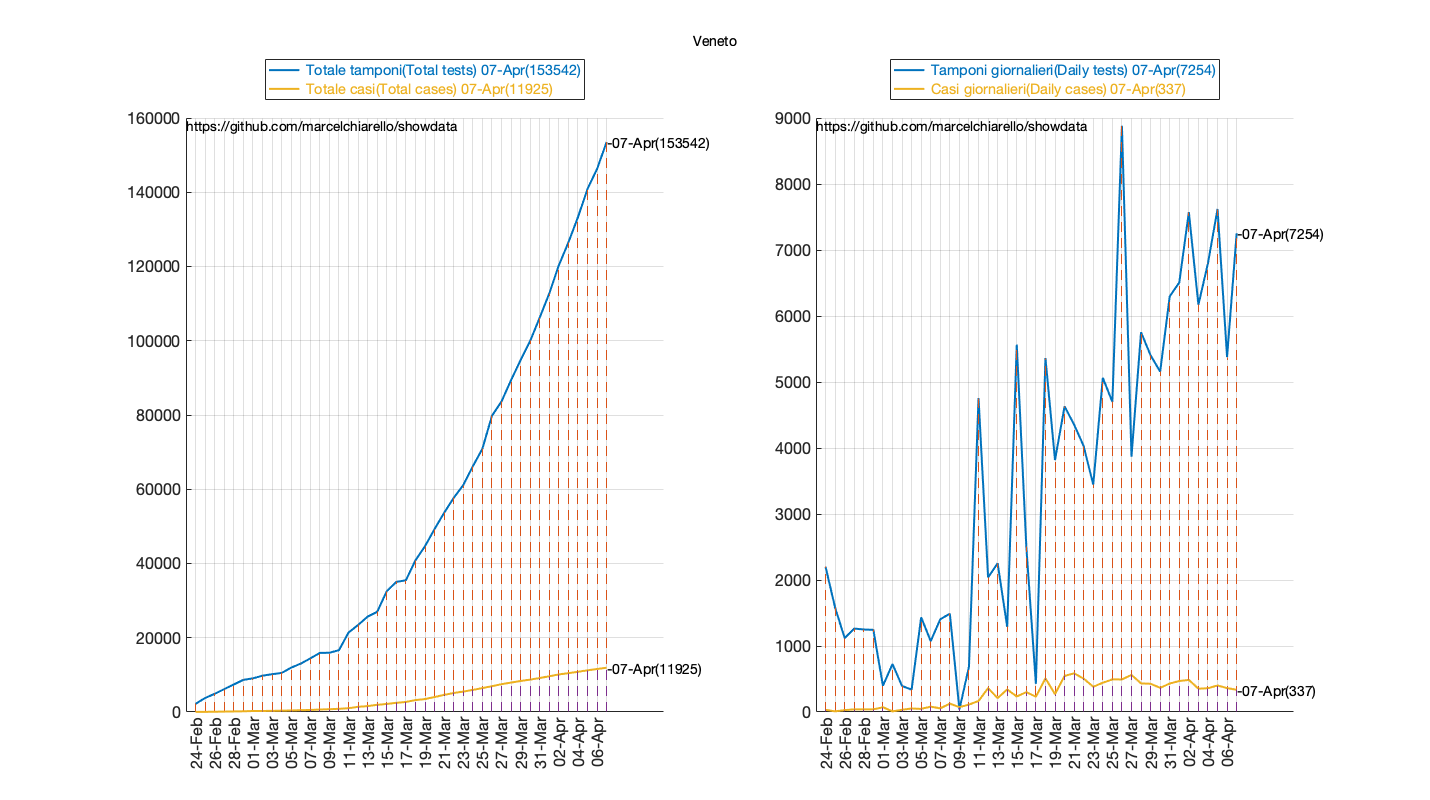 Veneto
Totale tamponi(Total tests) 07-Apr(153542)
Totale casi(Total cases) 07-Apr(11925)
160000
140000
120000
100000
80000
60000
40000
20000
0
https://github.com/marcelchiarello/showdata
-07-Apr(153542)
-07-Apr(11925)
24-Feb
26-Feb
28-Feb
01-Mar
03-Mar
05-Mar
07-Mar
09-Mar
11-Mar
13-Mar
15-Mar
17-Mar
19-Mar
21-Mar
23-Mar
25-Mar
27-Mar
29-Mar
31-Mar
02-Apr
04-Apr
06-Apr
Tamponi giornalieri(Daily tests) 07-Apr(7254)
Casi giornalieri(Daily cases) 07-Apr(337)
9000
8000
7000
6000
5000
4000
3000
2000
1000
0
https://github.com/marcelchiarello/showdata
-07-Apr(7254)
-07-Apr(337)
24-Feb
26-Feb
28-Feb
01-Mar
03-Mar
05-Mar
07-Mar
09-Mar
11-Mar
13-Mar
15-Mar
17-Mar
19-Mar
21-Mar
23-Mar
25-Mar
27-Mar
29-Mar
31-Mar
02-Apr
04-Apr
06-Apr